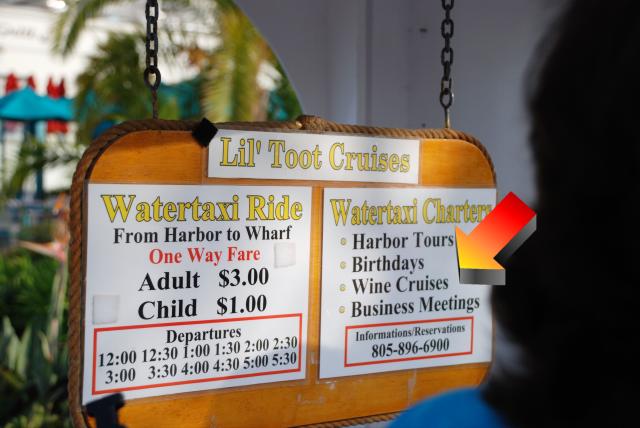 Lil' Toot Cruises
Watertaxi Ride
From Harbor to Wharf
One Way Fare
Adult $3.00
Child $1.00
Departures
12:00 12:30 1:00 1:30 2:00 2:30
3:00 3:30 4:00 4:30 5:00 5:30
Watertaxi Charters
• Harbor Tours
• Birthdays
• Wine Cruises
• Business Meetings
Informations/Reservations
805-896-6900